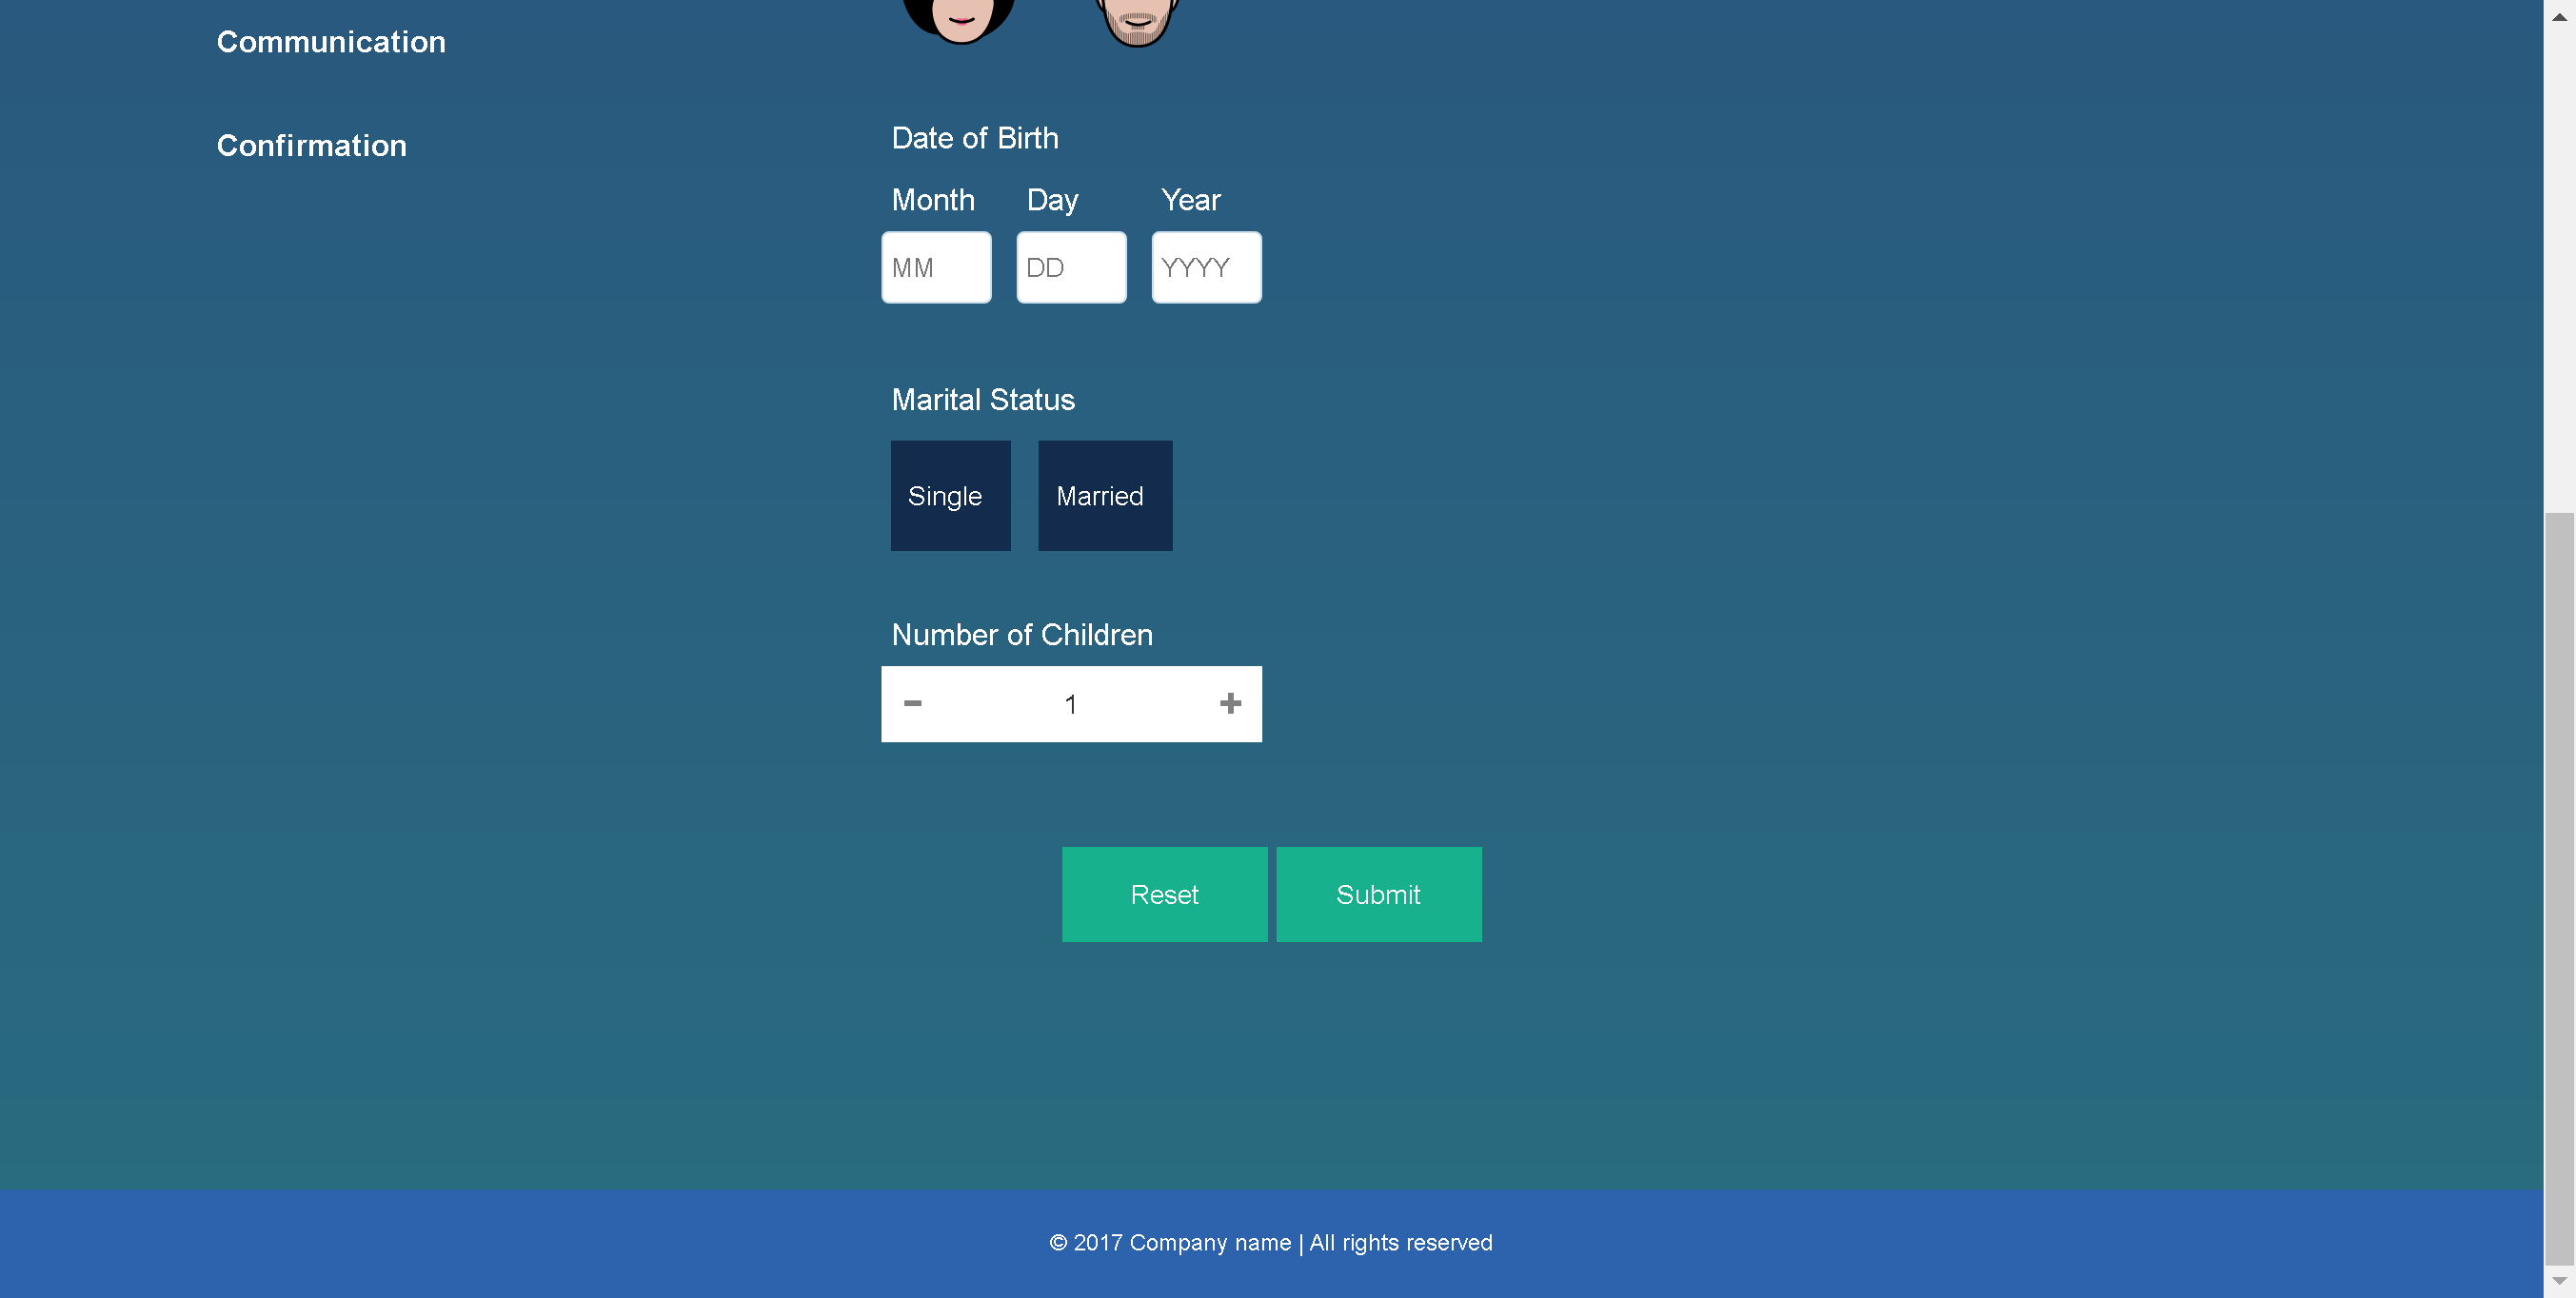 Communication
Confirmation
Date of Birth
Month Day Year
MM DD YYYY
Marital Status
Single Married
Number of Children
- 1 +
Reset Submit
© 2017 Company name | All rights reserved